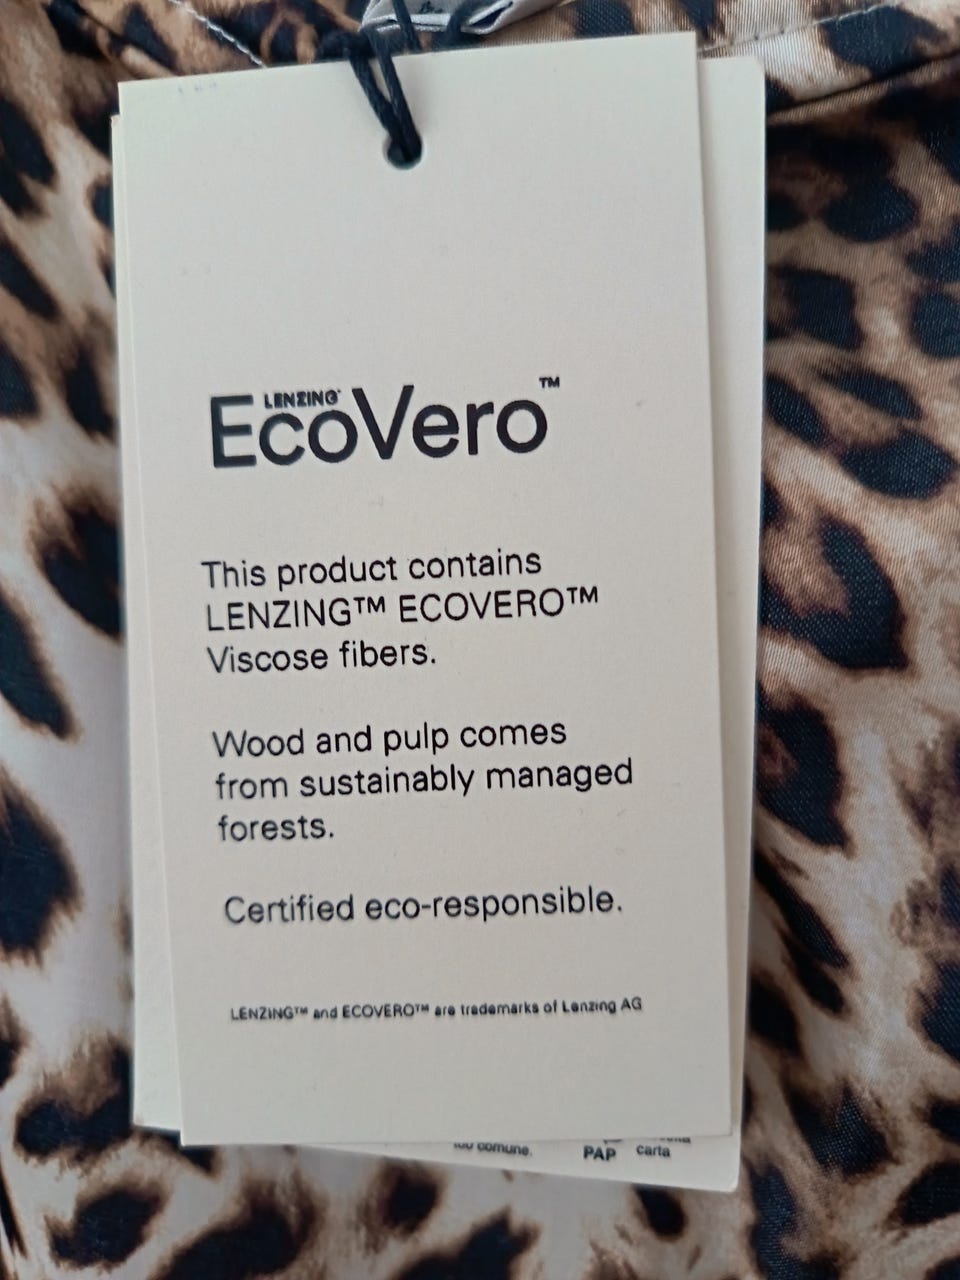 LENZING™
EcoVero™
This product contains
LENZING™ ECOVERO™
Viscose fibers.
Wood and pulp comes
from sustainably managed
forests.
Certified eco-responsible.
LENZING™ and ECOVERO™ are trademarks of Lenzing AG
comune.
PAP carta